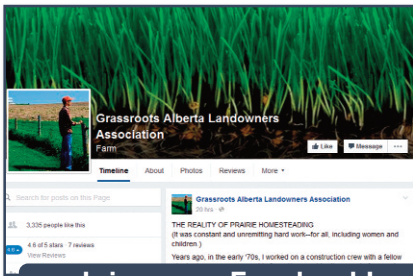 Grassroots Alberta Landowners
Association
Farm
Like
Message
Timeline About Photos Reviews More
Search for posts on this Page
3,335 people like this
4.6 of 5 stars · 7 reviews
View Reviews
Grassroots Alberta Landowners Association
20 hrs
THE REALITY OF PRAIRIE HOMESTEADING
(It was constant and unremitting hard work--for all, including women and
children.)
Years ago, in the early '70s, I worked on a construction crew with a fellow